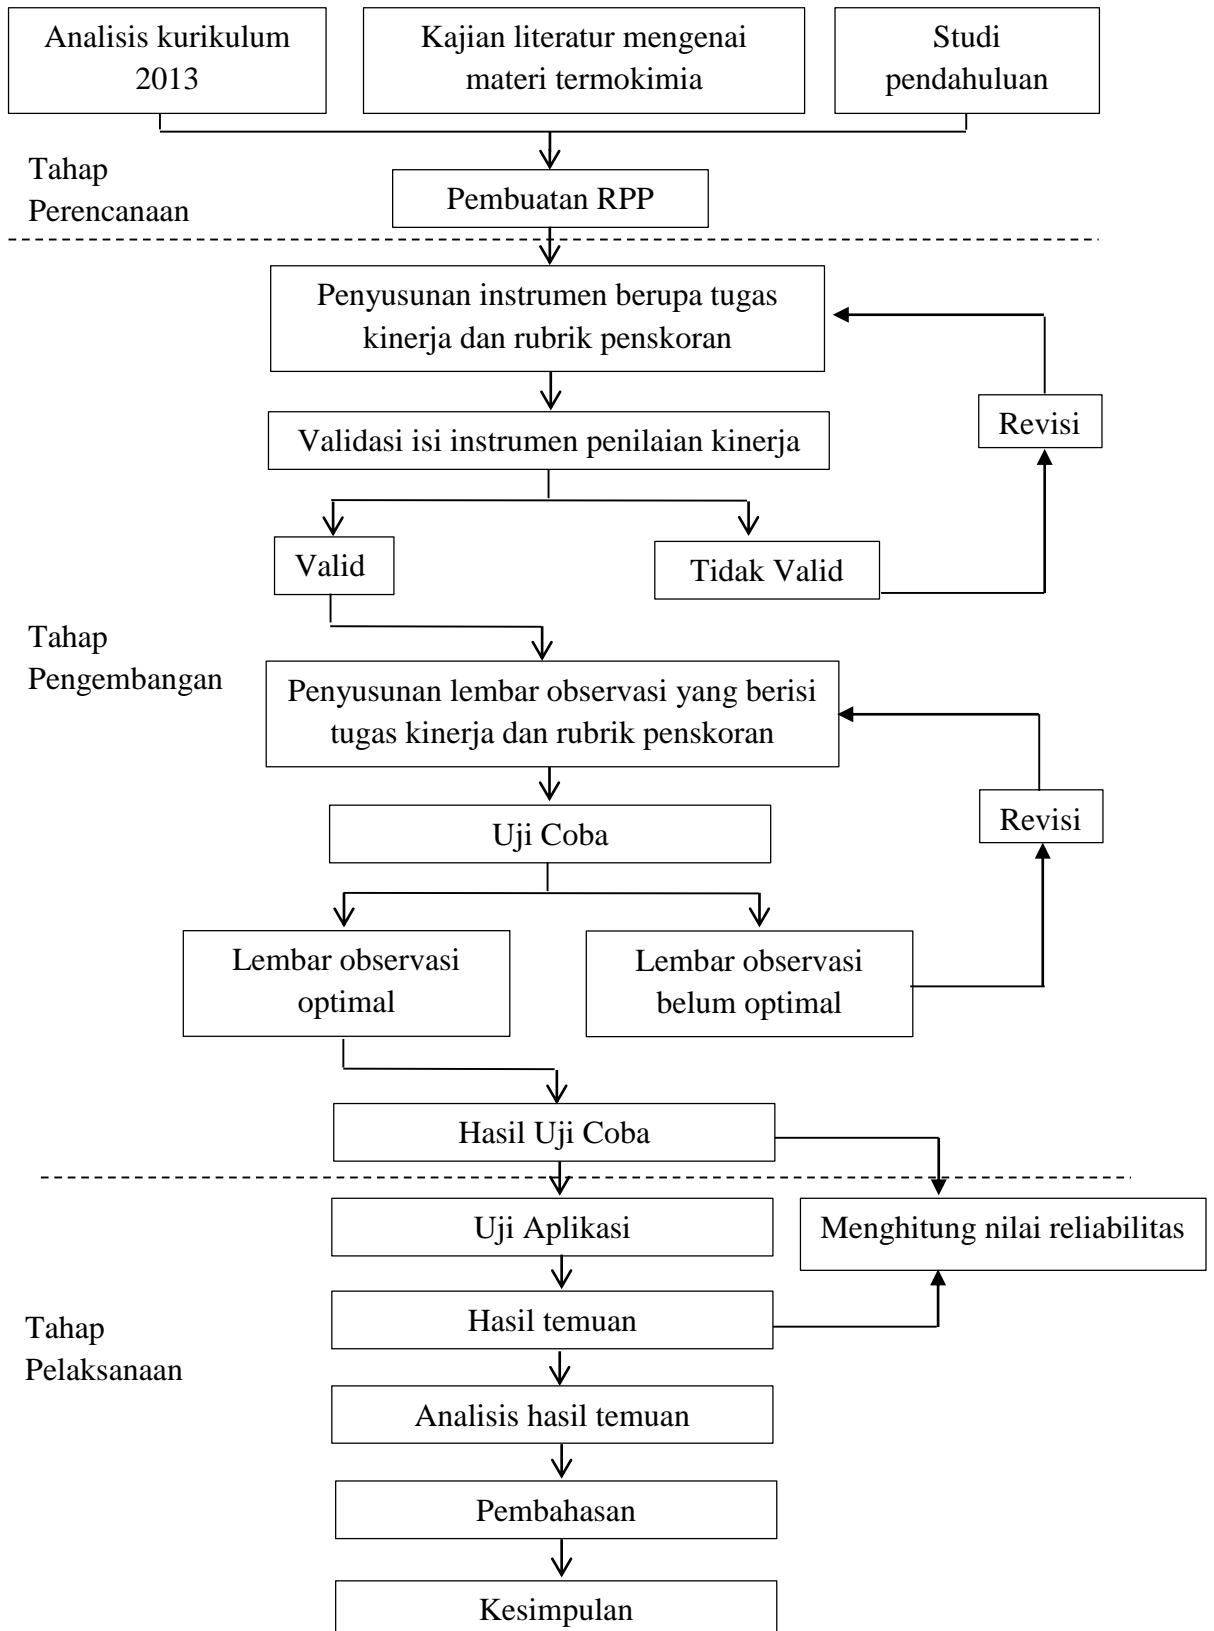 Analisis kurikulum
2013
Kajian literatur mengenai
materi termokimia
Studi
pendahuluan
Tahap
Perencanaan
Pembuatan RPP
Penyusunan instrumen berupa tugas
kinerja dan rubrik penskoran
Revisi
Validasi isi instrumen penilaian kinerja
Valid
Tidak Valid
Tahap
Pengembangan
Penyusunan lembar observasi yang berisi
tugas kinerja dan rubrik penskoran
Revisi
Uji Coba
Lembar observasi
optimal
Lembar observasi
belum optimal
Hasil Uji Coba
Uji Aplikasi
Menghitung nilai reliabilitas
Hasil temuan
Tahap
Pelaksanaan
Analisis hasil temuan
Pembahasan
Kesimpulan